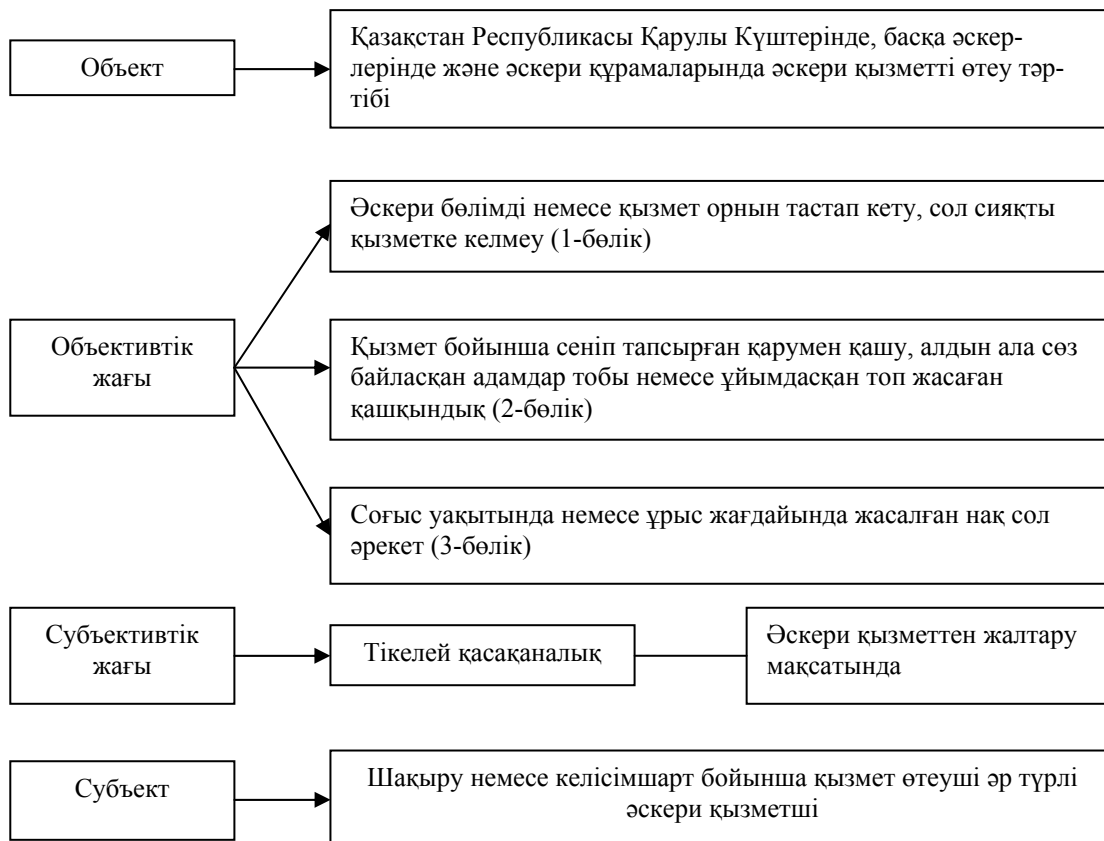 Объект
Қазақстан Республикасы Қарулы Күштерінде, басқа әскер-
лерінде және әскери құрамаларында әскери қызметті өтеу тәр-
тібі
Объективтік
жағы
Әскери бөлімді немесе қызмет орнын тастап кету, сол сияқты
қызметке келмеу (1-бөлік)
Қызмет бойынша сеніп тапсырған қарумен қашу, алдын ала сөз
байласқан адамдар тобы немесе ұйымдасқан топ жасаған
қашқындық (2-бөлік)
Соғыс уақытында немесе ұрыс жағдайында жасалған нақ сол
әрекет (3-бөлік)
Субъективтік
жағы
Тікелей қасақаналық
Әскери қызметтен жалтару
мақсатында
Субъект
Шақыру немесе келісімшарт бойынша қызмет өтеуші әр түрлі
әскери қызметші